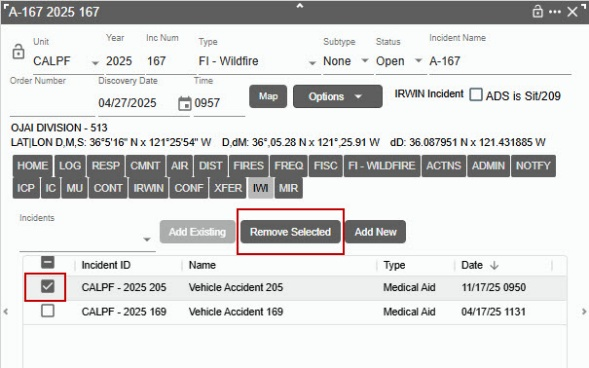 A-167 2025 167
Unit Year Inc Num Type Subtype Status Incident Name
CALPF 2025 167 FI - Wildfire None Open A-167
Order Number Discovery Date Time
04/27/2025 0957 Map Options IRWIN Incident ADS is Sit/209
OJAI DIVISION - 513
LAT|LON D,M,S: 36°5'16" N x 121°25'54" W D,dM: 36°,05.28 N x 121°,25.91 W dD: 36.087951 N x 121.431885 W
HOME LOG RESP CMNT AIR DIST FIRES FREQ FISC FI - WILDFIRE ACTNS ADMIN NOTFY
ICP IC MU CONT IRWIN CONF XFER IWI MIR
Incidents
Add Existing Remove Selected Add New
Incident ID Name Type Date
CALPF - 2025 205 Vehicle Accident 205 Medical Aid 11/17/25 0950
CALPF - 2025 169 Vehicle Accident 169 Medical Aid 04/17/25 1131